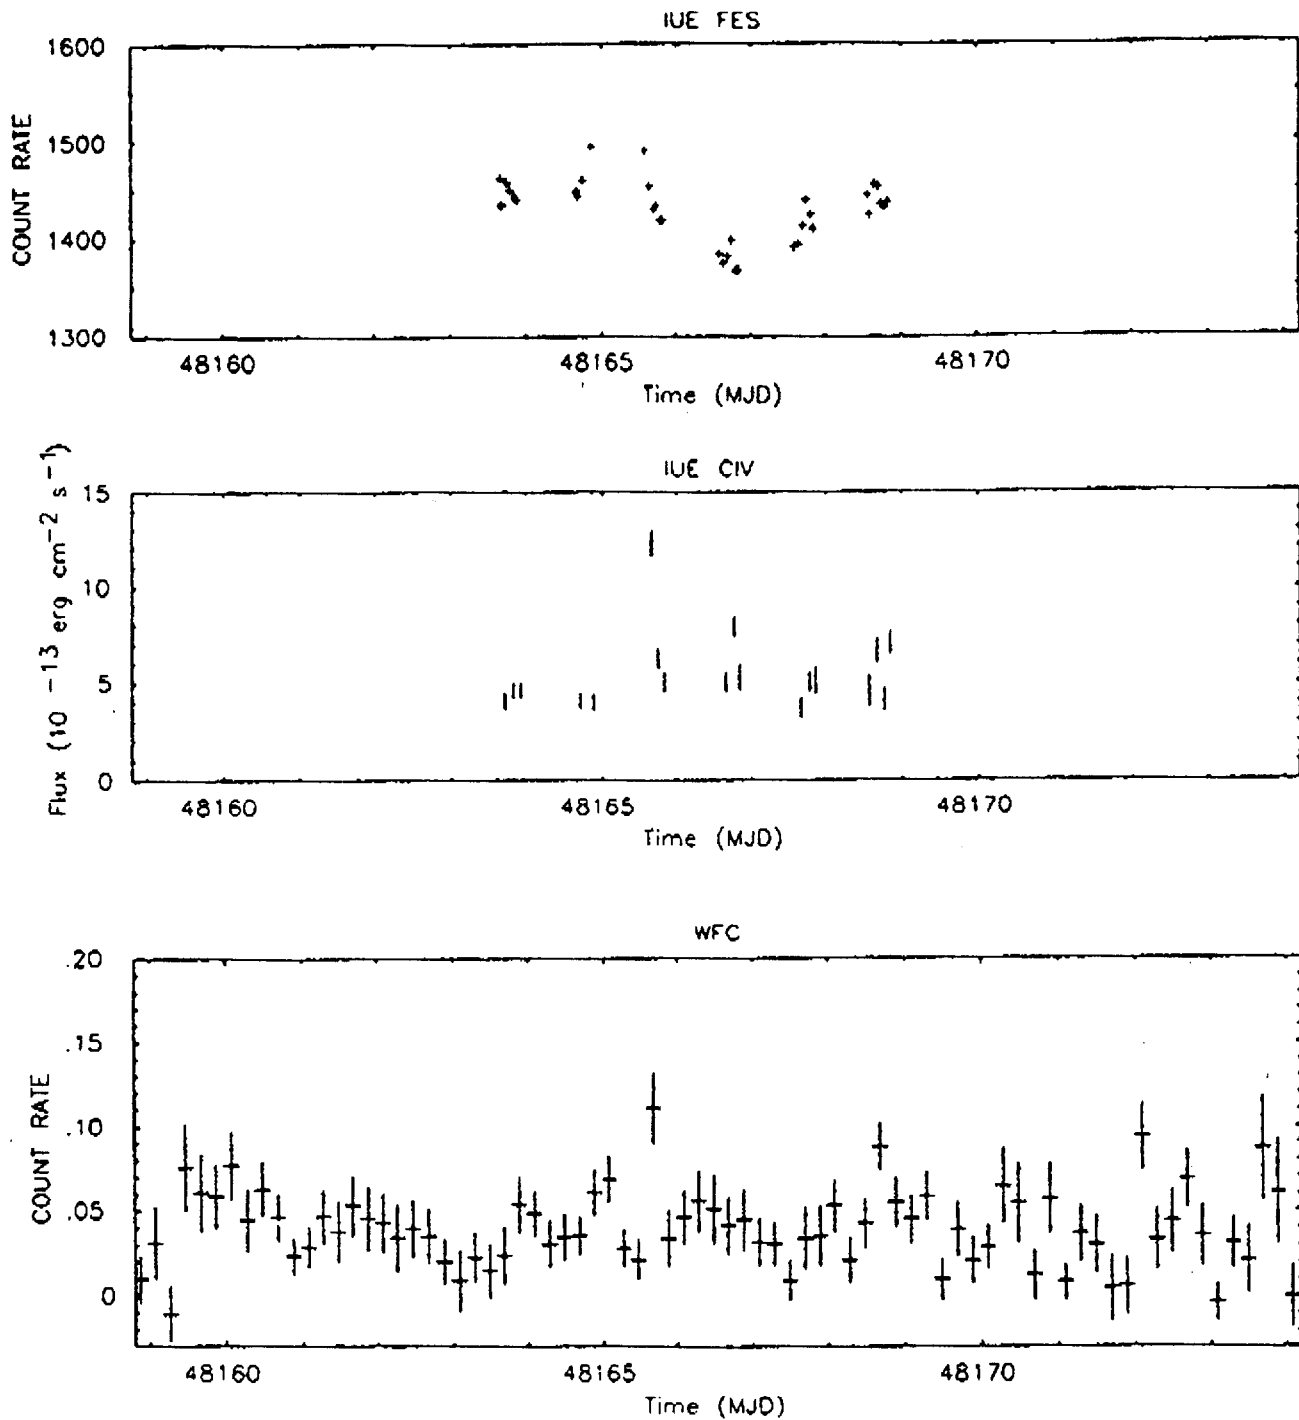 IUE FES
1600
1500
1400
1300
COUNT RATE
48160 48165 48170
Time (MJD)
IUE CIV
15
10
5
0
Flux (10 -13 erg cm-2 s-1)
48160 48165 48170
Time (MJD)
WFC
.20
.15
.10
.05
0
COUNT RATE
48160 48165 48170
Time (MJD)